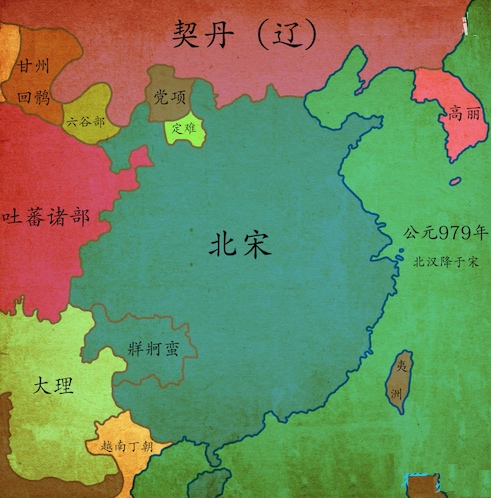 契丹（辽）
甘州
回鹘
党项
六谷部
定难
高丽
吐蕃诸部
北宋
公元979年
北汉降于宋
牂牁蛮
大理
夷
洲
越南丁朝